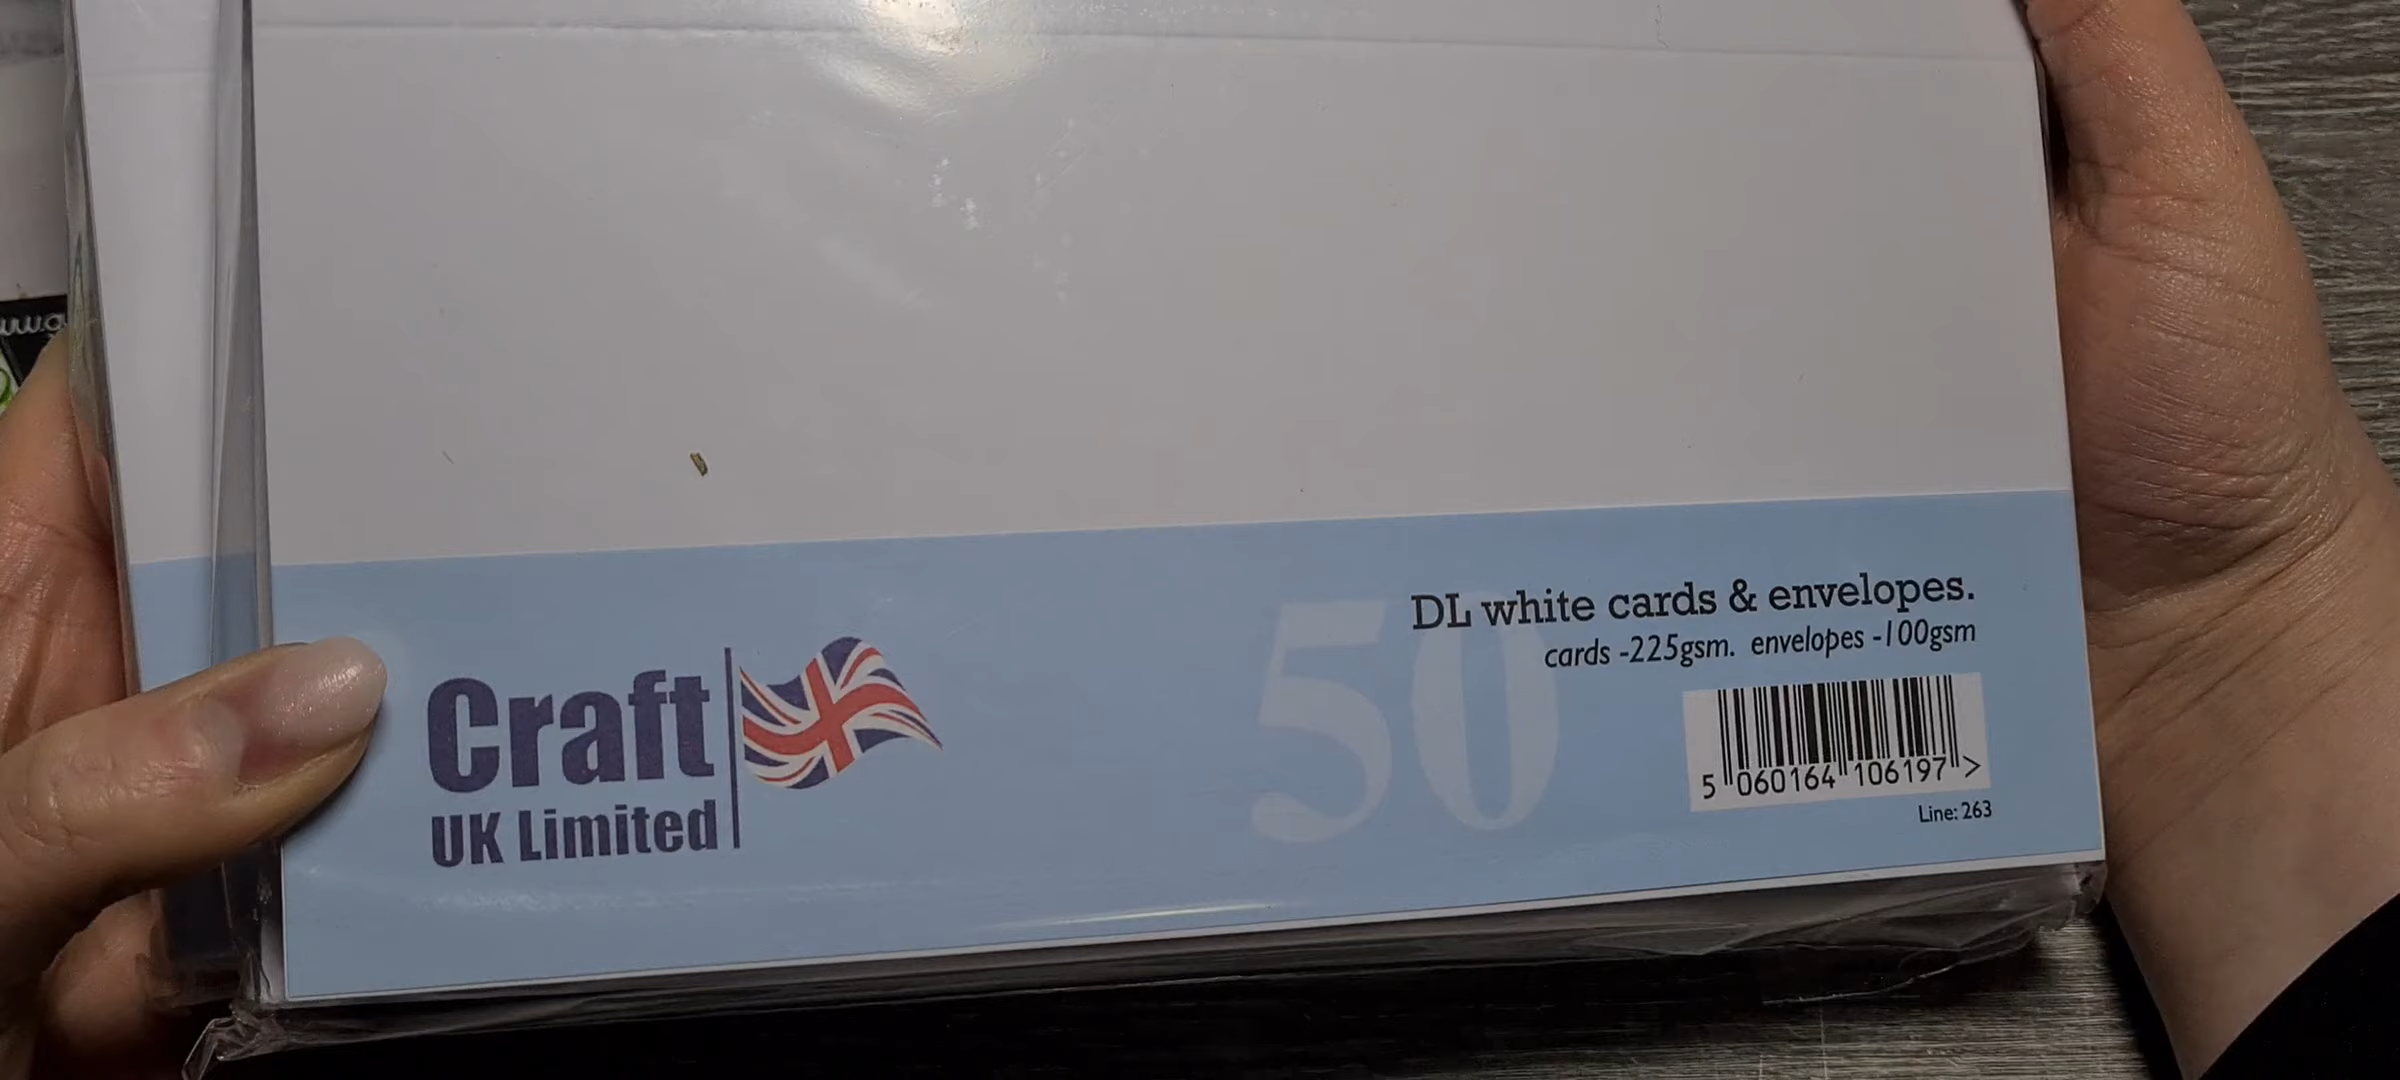 DL white cards & envelopes.
cards -225gsm. envelopes -100gsm
50
Craft
UK Limited
5 060164 106197 >
Line: 263